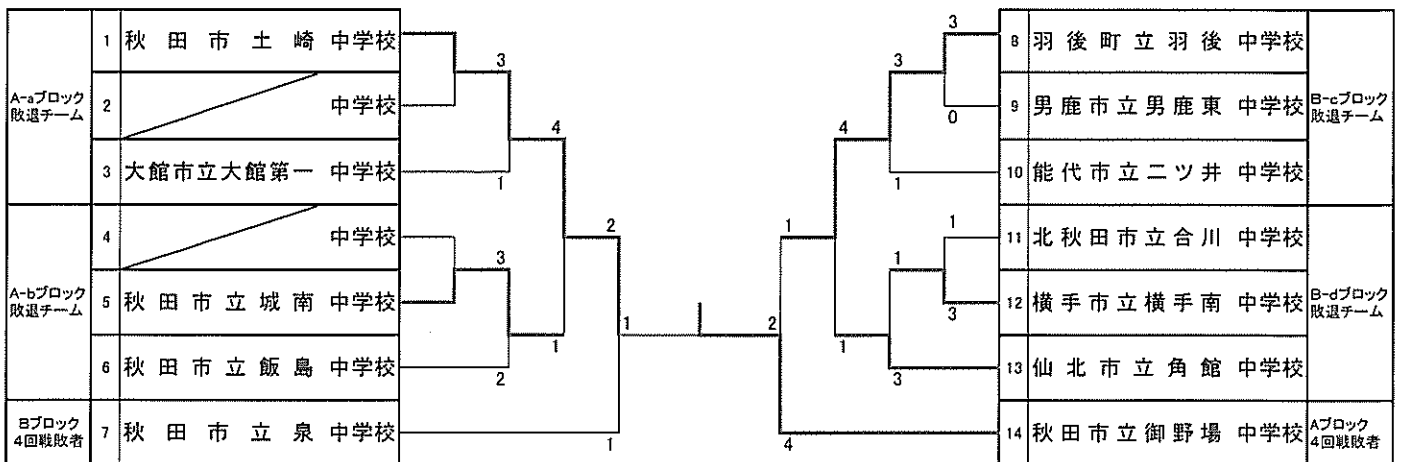 A-aブロック
敗退チーム
1 秋田市土崎中学校
2 中学校
3 大館市立大館第一 中学校
A-bブロック
敗退チーム
4 中学校
5 秋田市立城南 中学校
6 秋田市立飯島 中学校
Bブロック
4回戦敗者
7 秋田市立泉 中学校
3
1
4
3
2
1
2
1
1
3
0
3
1
4
1
3
1
3
1
1
2
4
8 羽後町立羽後 中学校
9 男鹿市立男鹿東 中学校
10 能代市立二ツ井 中学校
B-cブロック
敗退チーム
11 北秋田市立合川 中学校
12 横手市立横手南 中学校
13 仙北市立角館 中学校
B-dブロック
敗退チーム
14 秋田市立御野場 中学校
Aブロック
4回戦敗者